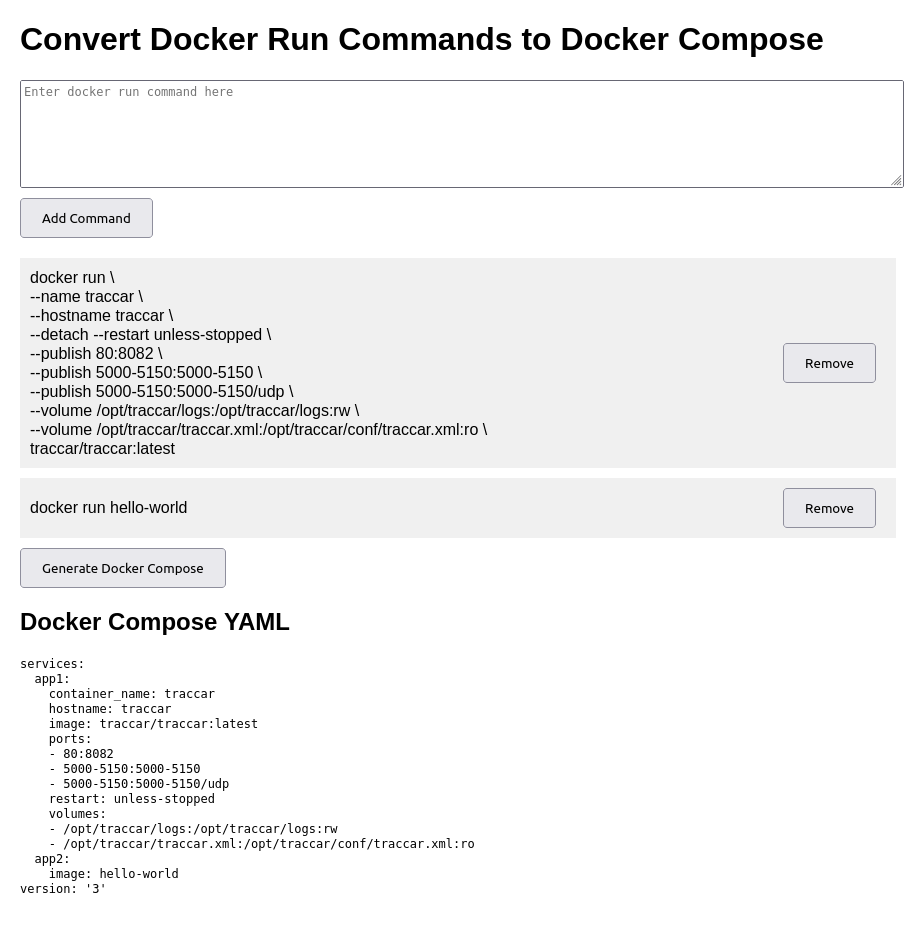 Convert Docker Run Commands to Docker Compose
Enter docker run command here
Add Command
docker run \
--name traccar \
--hostname traccar \
--detach --restart unless-stopped \
--publish 80:8082 \
--publish 5000-5150:5000-5150 \
--publish 5000-5150:5000-5150/udp \
--volume /opt/traccar/logs:/opt/traccar/logs:rw \
--volume /opt/traccar/traccar.xml:/opt/traccar/conf/traccar.xml:ro \
traccar/traccar:latest
Remove
docker run hello-world
Remove
Generate Docker Compose
Docker Compose YAML
services:
  app1:
    container_name: traccar
    hostname: traccar
    image: traccar/traccar:latest
    ports:
    - 80:8082
    - 5000-5150:5000-5150
    - 5000-5150:5000-5150/udp
    restart: unless-stopped
    volumes:
    - /opt/traccar/logs:/opt/traccar/logs:rw
    - /opt/traccar/traccar.xml:/opt/traccar/conf/traccar.xml:ro
  app2:
    image: hello-world
version: '3'